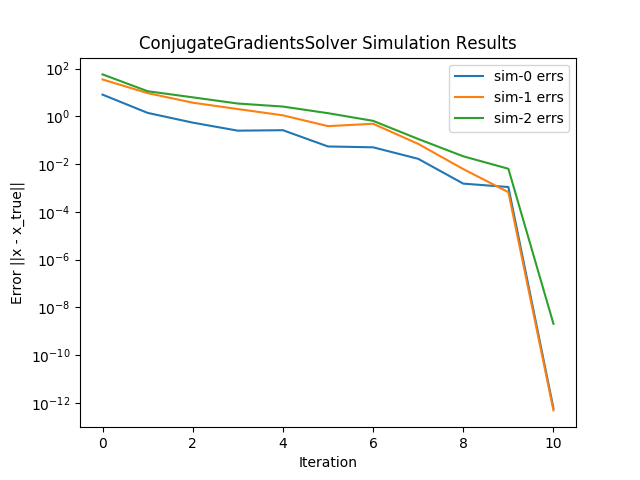 ConjugateGradientsSolver Simulation Results
10^2
10^0
10^-2
10^-4
10^-6
10^-8
10^-10
10^-12
Error ||x - x_true||
sim-0 errs
sim-1 errs
sim-2 errs
0 2 4 6 8 10
Iteration